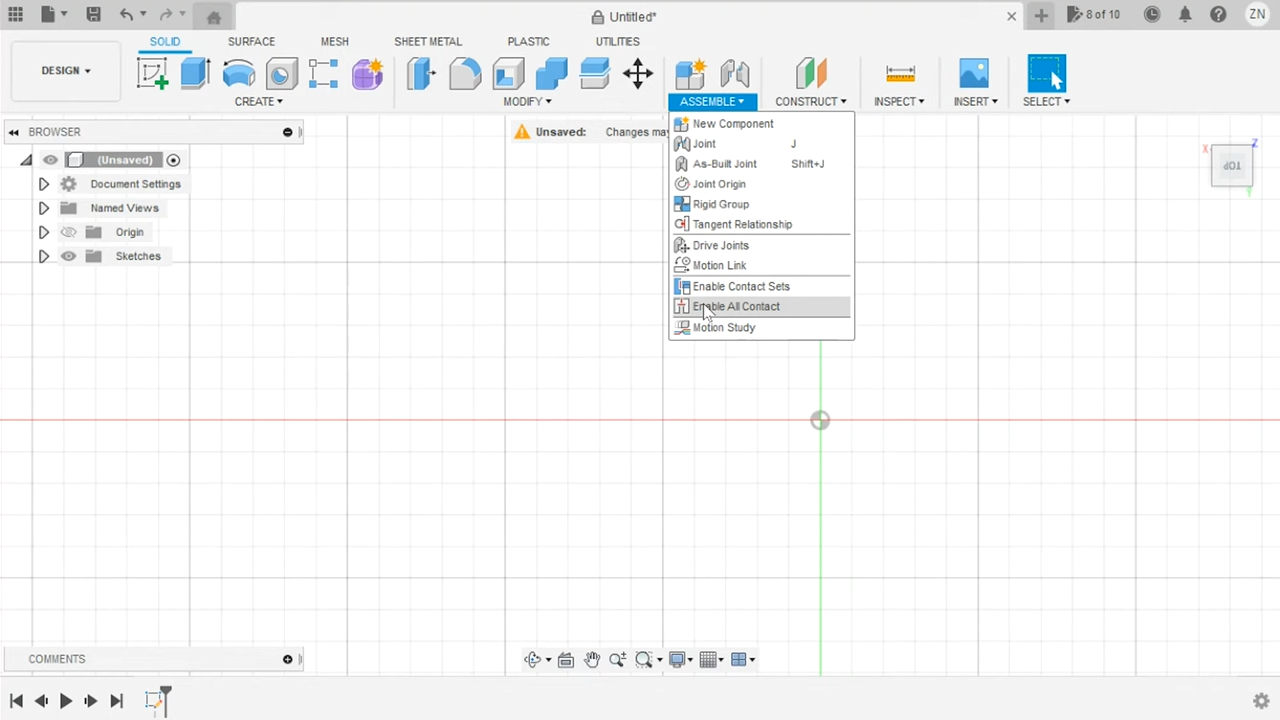 Untitled*
8 of 10
ZN
SOLID
SURFACE
MESH
SHEET METAL
PLASTIC
UTILITIES
DESIGN
CREATE
MODIFY
ASSEMBLE
CONSTRUCT
INSPECT
INSERT
SELECT
BROWSER
Unsaved: Changes may
New Component
Joint J
As-Built Joint Shift+J
Joint Origin
Rigid Group
Tangent Relationship
Drive Joints
Motion Link
Enable Contact Sets
Enable All Contact
Motion Study
(Unsaved)
Document Settings
Named Views
Origin
Sketches
X
Z
TOP
Y
COMMENTS